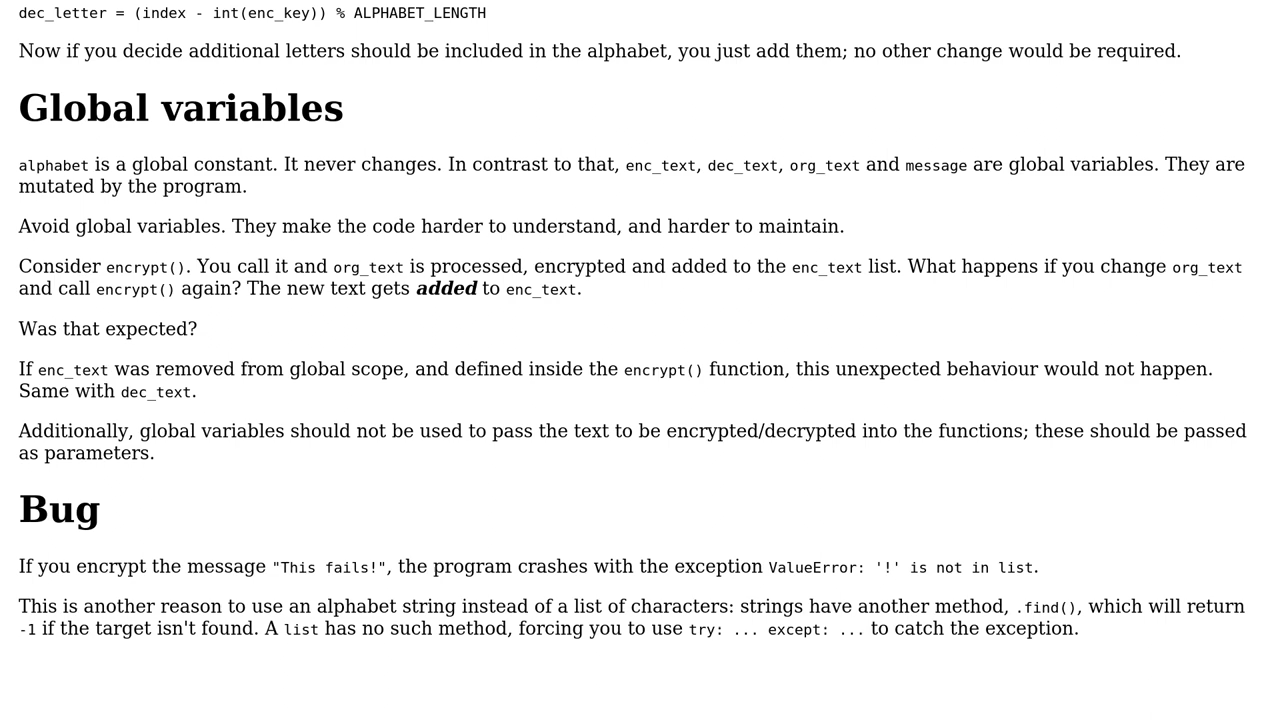 dec_letter = (index - int(enc_key)) % ALPHABET_LENGTH
Now if you decide additional letters should be included in the alphabet, you just add them; no other change would be required.
Global variables
alphabet is a global constant. It never changes. In contrast to that, enc_text, dec_text, org_text and message are global variables. They are
mutated by the program.
Avoid global variables. They make the code harder to understand, and harder to maintain.
Consider encrypt(). You call it and org_text is processed, encrypted and added to the enc_text list. What happens if you change org_text
and call encrypt() again? The new text gets added to enc_text.
Was that expected?
If enc_text was removed from global scope, and defined inside the encrypt() function, this unexpected behaviour would not happen.
Same with dec_text.
Additionally, global variables should not be used to pass the text to be encrypted/decrypted into the functions; these should be passed
as parameters.
Bug
If you encrypt the message "This fails!", the program crashes with the exception ValueError: '!' is not in list.
This is another reason to use an alphabet string instead of a list of characters: strings have another method, .find(), which will return
-1 if the target isn't found. A list has no such method, forcing you to use try: ... except: ... to catch the exception.